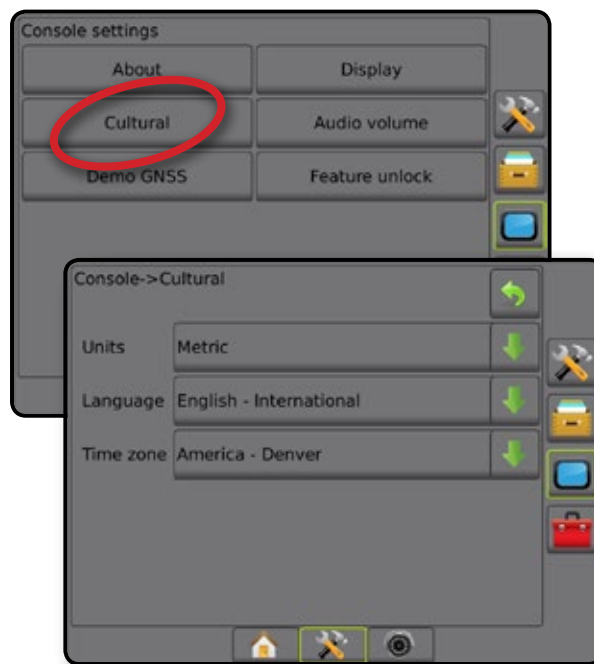 Console settings
About Display
Cultural Audio volume
Demo GNSS Feature unlock
Console->Cultural
Units Metric
Language English - International
Time zone America - Denver